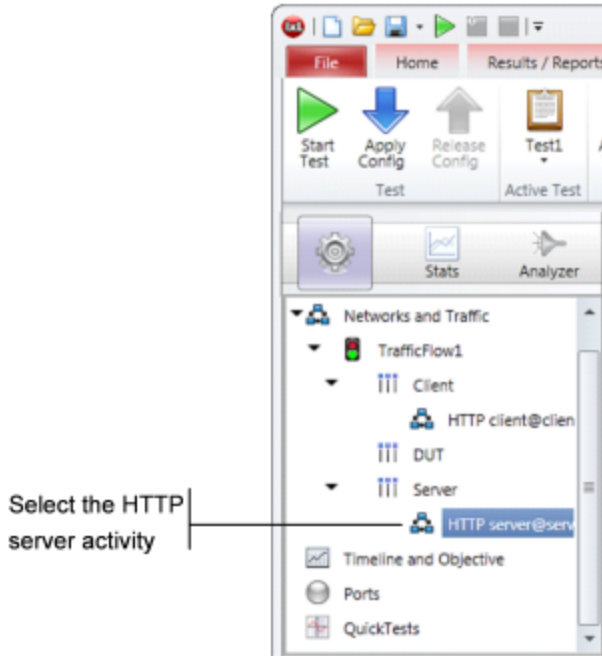 File Home Results / Reports
Start Test
Apply Config
Release Config
Test1
Test
Active Test
Stats
Analyzer
Networks and Traffic
TrafficFlow1
Client
HTTP client@clien
DUT
Server
Select the HTTP
server activity
HTTP server@serv
Timeline and Objective
Ports
QuickTests